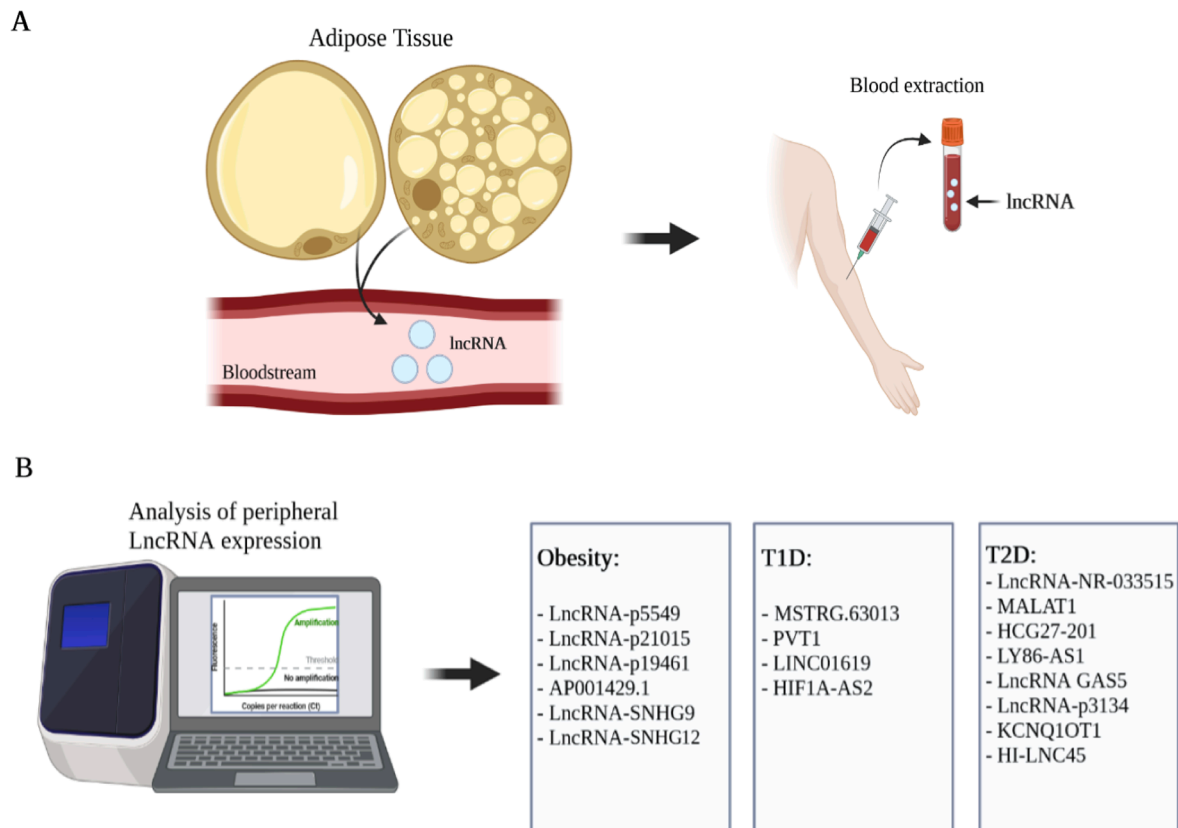 A
Adipose Tissue
Bloodstream
lncRNA
Blood extraction
lncRNA
B
Analysis of peripheral
LncRNA expression
Fluorescence
Amplification
Threshold
No amplification
Copies per reaction (Ct)
Obesity:
- LncRNA-p5549
- LncRNA-p21015
- LncRNA-p19461
- AP001429.1
- LncRNA-SNHG9
- LncRNA-SNHG12
T1D:
- MSTRG.63013
- PVT1
- LINC01619
- HIF1A-AS2
T2D:
- LncRNA-NR-033515
- MALAT1
- HCG27-201
- LY86-AS1
- LncRNA GAS5
- LncRNA-p3134
- KCNQ1OT1
- HI-LNC45